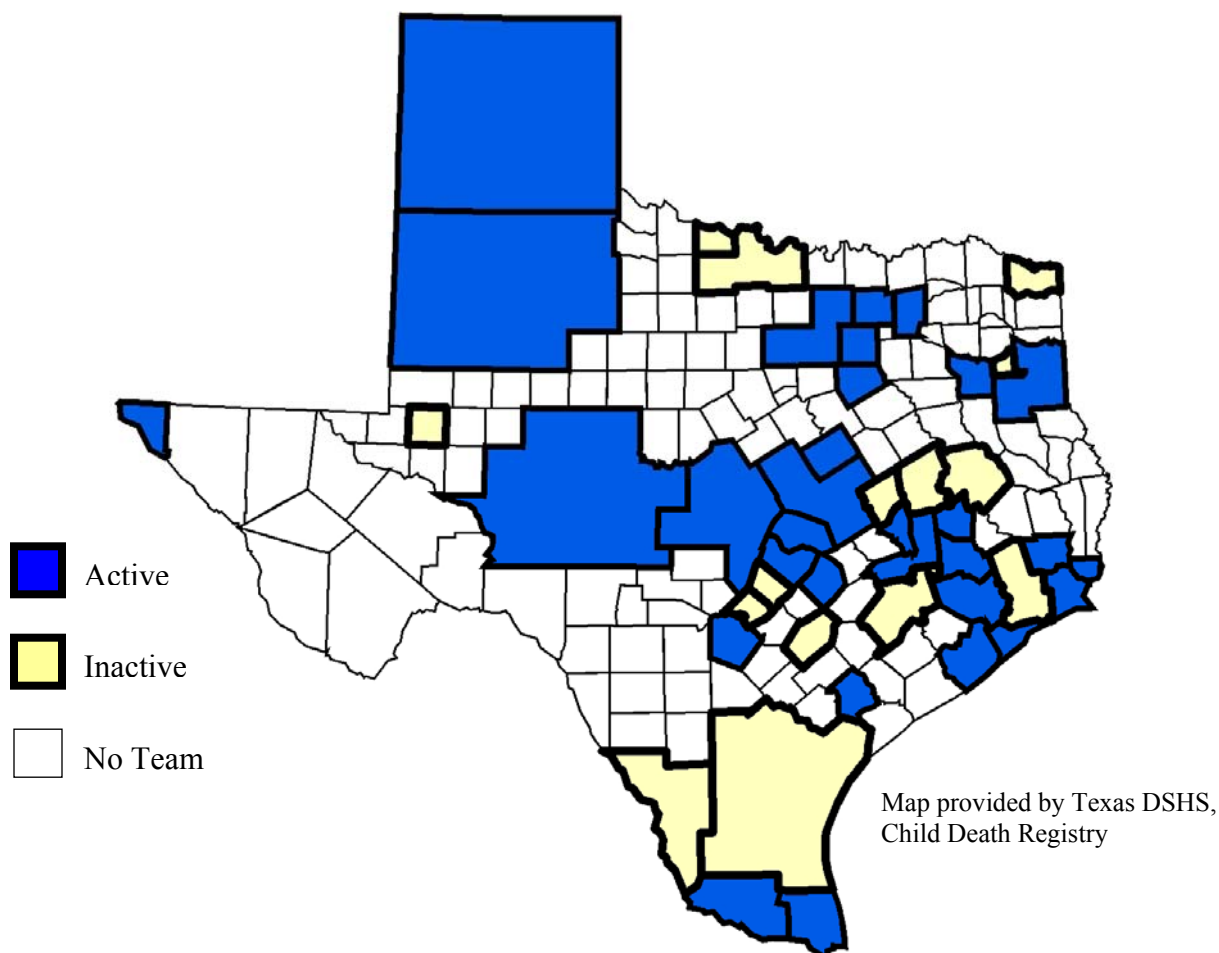 Active
Inactive
No Team
Map provided by Texas DSHS,
Child Death Registry